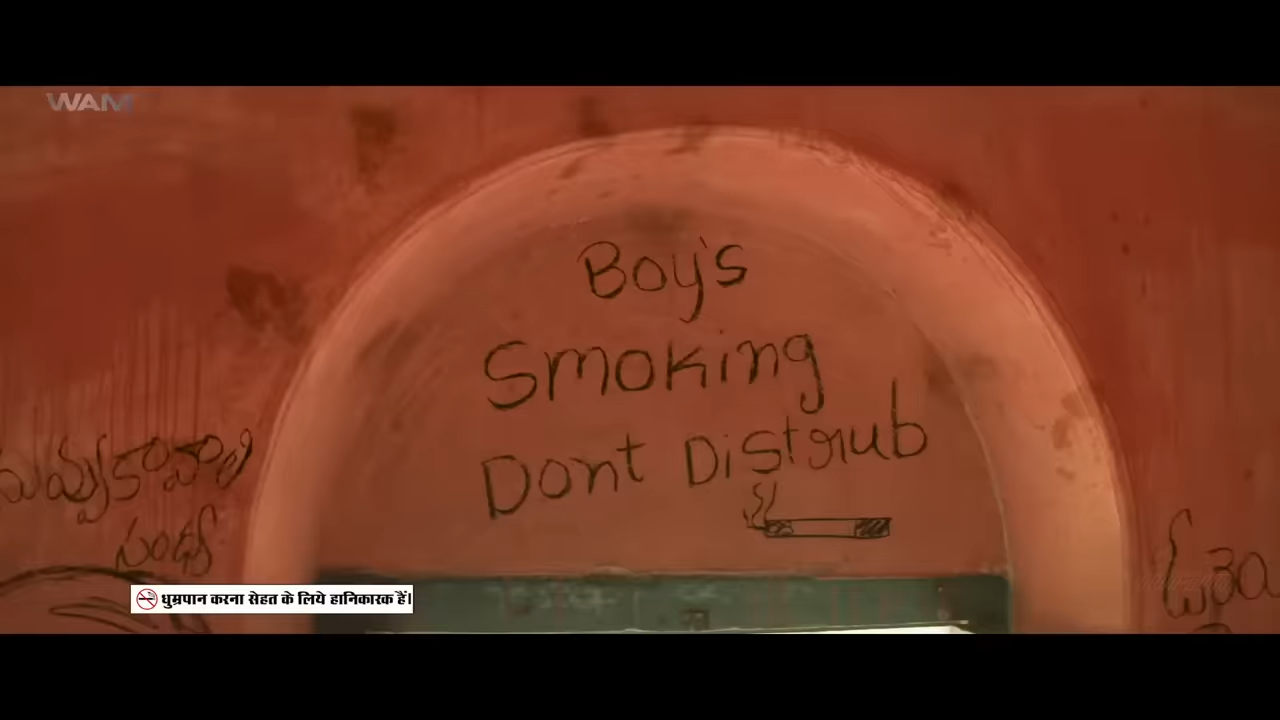 WAM
Boy's
Smoking
Dont Distrub
సంధ్య
धुम्रपान करना सेहत के लिये हानिकारक हैं।